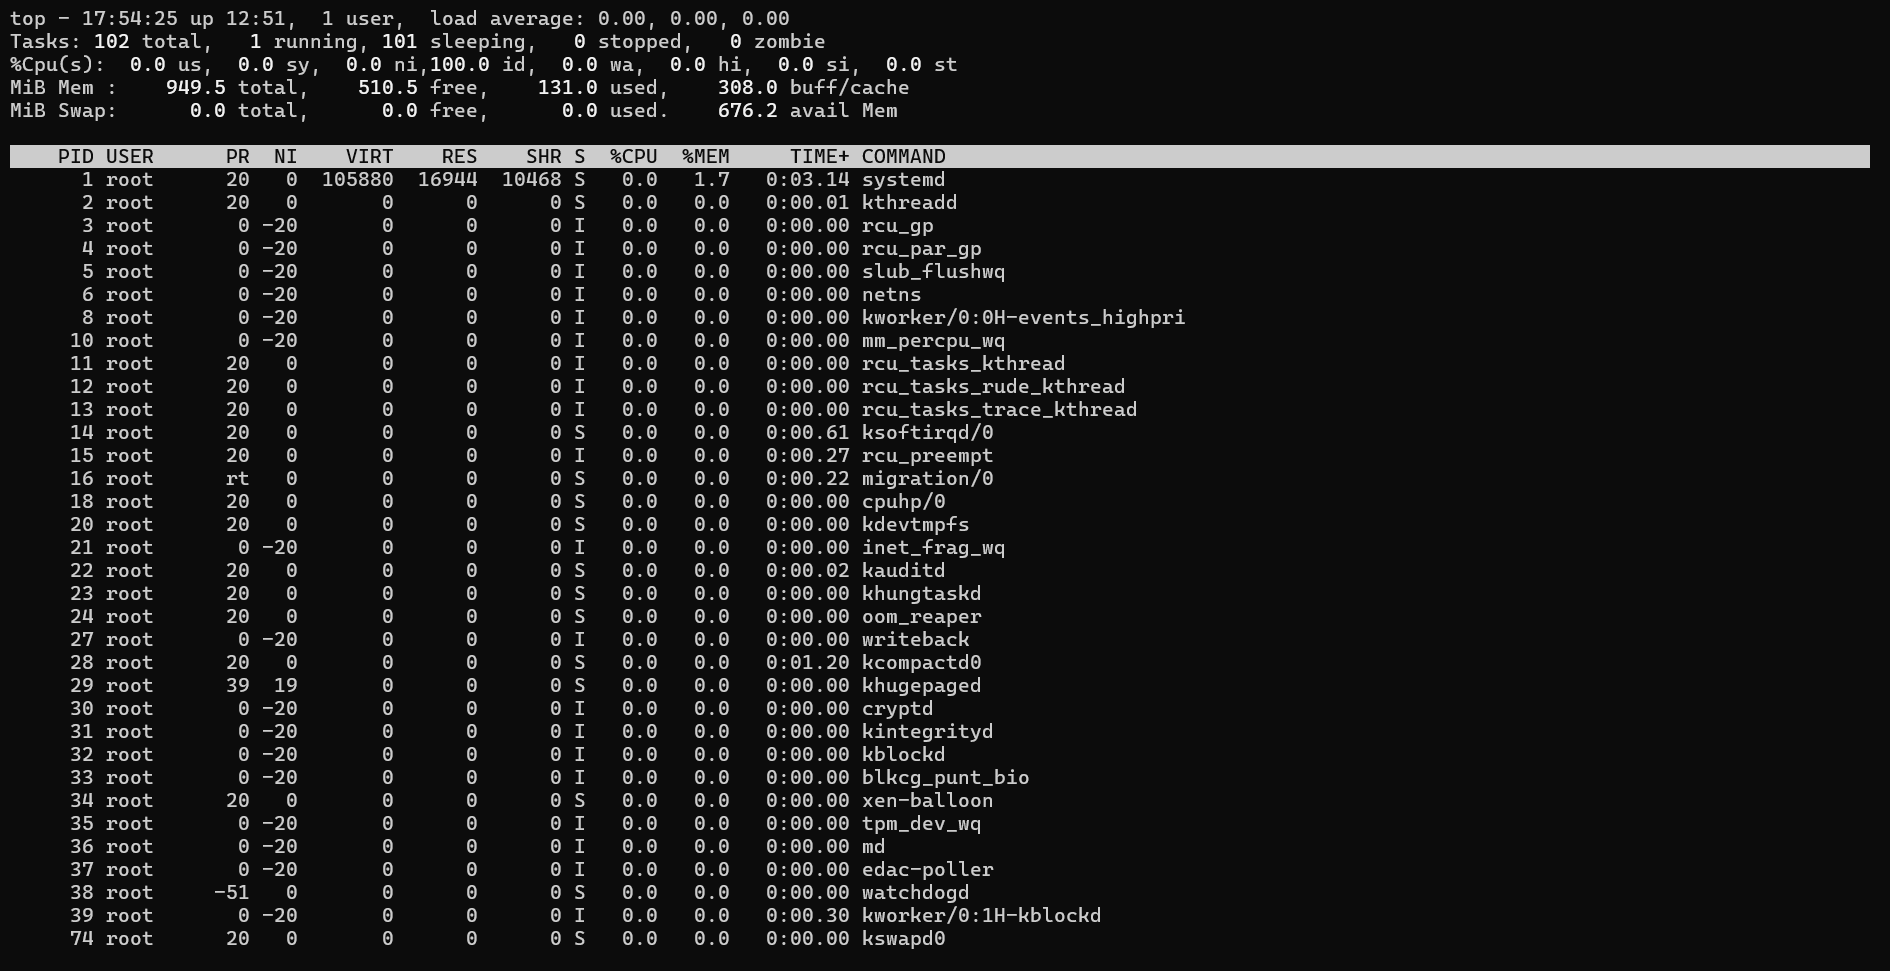 top - 17:54:25 up 12:51,  1 user,  load average: 0.00, 0.00, 0.00
Tasks: 102 total,   1 running, 101 sleeping,   0 stopped,   0 zombie
%Cpu(s):  0.0 us,  0.0 sy,  0.0 ni,100.0 id,  0.0 wa,  0.0 hi,  0.0 si,  0.0 st
MiB Mem :    949.5 total,    510.5 free,    131.0 used,    308.0 buff/cache
MiB Swap:      0.0 total,      0.0 free,      0.0 used.    676.2 avail Mem

    PID USER      PR  NI    VIRT    RES    SHR S  %CPU  %MEM     TIME+ COMMAND
      1 root      20   0  105880  16944  10468 S   0.0   1.7   0:03.14 systemd
      2 root      20   0       0      0      0 S   0.0   0.0   0:00.01 kthreadd
      3 root       0 -20       0      0      0 I   0.0   0.0   0:00.00 rcu_gp
      4 root       0 -20       0      0      0 I   0.0   0.0   0:00.00 rcu_par_gp
      5 root       0 -20       0      0      0 I   0.0   0.0   0:00.00 slub_flushwq
      6 root       0 -20       0      0      0 I   0.0   0.0   0:00.00 netns
      8 root       0 -20       0      0      0 I   0.0   0.0   0:00.00 kworker/0:0H-events_highpri
     10 root       0 -20       0      0      0 I   0.0   0.0   0:00.00 mm_percpu_wq
     11 root      20   0       0      0      0 I   0.0   0.0   0:00.00 rcu_tasks_kthread
     12 root      20   0       0      0      0 I   0.0   0.0   0:00.00 rcu_tasks_rude_kthread
     13 root      20   0       0      0      0 I   0.0   0.0   0:00.00 rcu_tasks_trace_kthread
     14 root      20   0       0      0      0 S   0.0   0.0   0:00.61 ksoftirqd/0
     15 root      20   0       0      0      0 I   0.0   0.0   0:00.27 rcu_preempt
     16 root      rt   0       0      0      0 S   0.0   0.0   0:00.22 migration/0
     18 root      20   0       0      0      0 S   0.0   0.0   0:00.00 cpuhp/0
     20 root      20   0       0      0      0 S   0.0   0.0   0:00.00 kdevtmpfs
     21 root       0 -20       0      0      0 I   0.0   0.0   0:00.00 inet_frag_wq
     22 root      20   0       0      0      0 S   0.0   0.0   0:00.02 kauditd
     23 root      20   0       0      0      0 S   0.0   0.0   0:00.00 khungtaskd
     24 root      20   0       0      0      0 S   0.0   0.0   0:00.00 oom_reaper
     27 root       0 -20       0      0      0 I   0.0   0.0   0:00.00 writeback
     28 root      20   0       0      0      0 S   0.0   0.0   0:01.20 kcompactd0
     29 root      39  19       0      0      0 S   0.0   0.0   0:00.00 khugepaged
     30 root       0 -20       0      0      0 I   0.0   0.0   0:00.00 cryptd
     31 root       0 -20       0      0      0 I   0.0   0.0   0:00.00 kintegrityd
     32 root       0 -20       0      0      0 I   0.0   0.0   0:00.00 kblockd
     33 root       0 -20       0      0      0 I   0.0   0.0   0:00.00 blkcg_punt_bio
     34 root      20   0       0      0      0 S   0.0   0.0   0:00.00 xen-balloon
     35 root       0 -20       0      0      0 I   0.0   0.0   0:00.00 tpm_dev_wq
     36 root       0 -20       0      0      0 I   0.0   0.0   0:00.00 md
     37 root       0 -20       0      0      0 I   0.0   0.0   0:00.00 edac-poller
     38 root     -51   0       0      0      0 S   0.0   0.0   0:00.00 watchdogd
     39 root       0 -20       0      0      0 I   0.0   0.0   0:00.30 kworker/0:1H-kblockd
     74 root      20   0       0      0      0 S   0.0   0.0   0:00.00 kswapd0